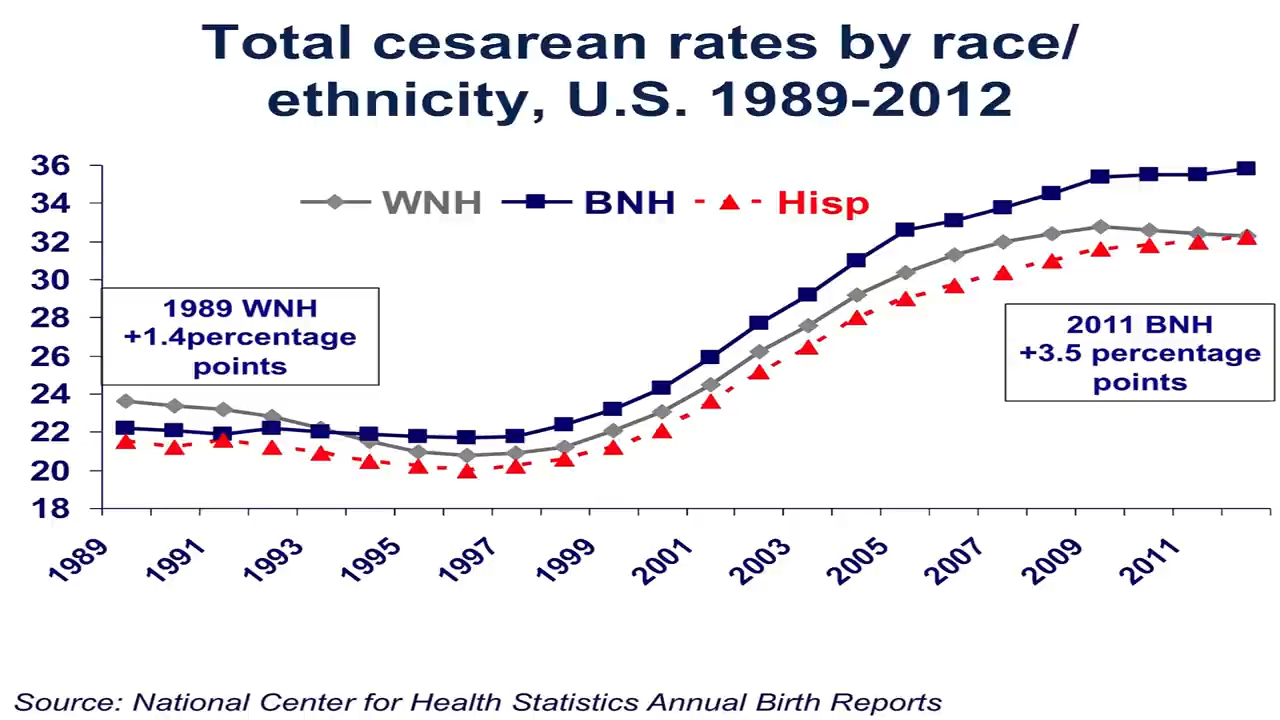 Total cesarean rates by race/
ethnicity, U.S. 1989-2012
36
34
32
30
28
26
24
22
20
18
WNH BNH Hisp
1989 WNH
+1.4percentage
points
2011 BNH
+3.5 percentage
points
1989 1991 1993 1995 1997 1999 2001 2003 2005 2007 2009 2011
Source: National Center for Health Statistics Annual Birth Reports